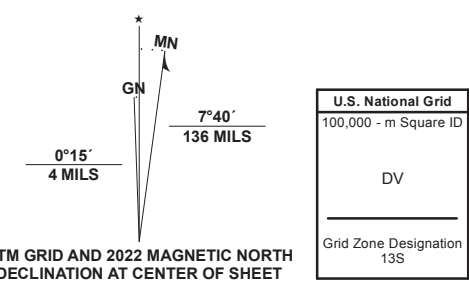 ★
MN
GN
7°40´
136 MILS
0°15´
4 MILS
TM GRID AND 2022 MAGNETIC NORTH
DECLINATION AT CENTER OF SHEET
U.S. National Grid
100,000 - m Square ID
DV
Grid Zone Designation
13S